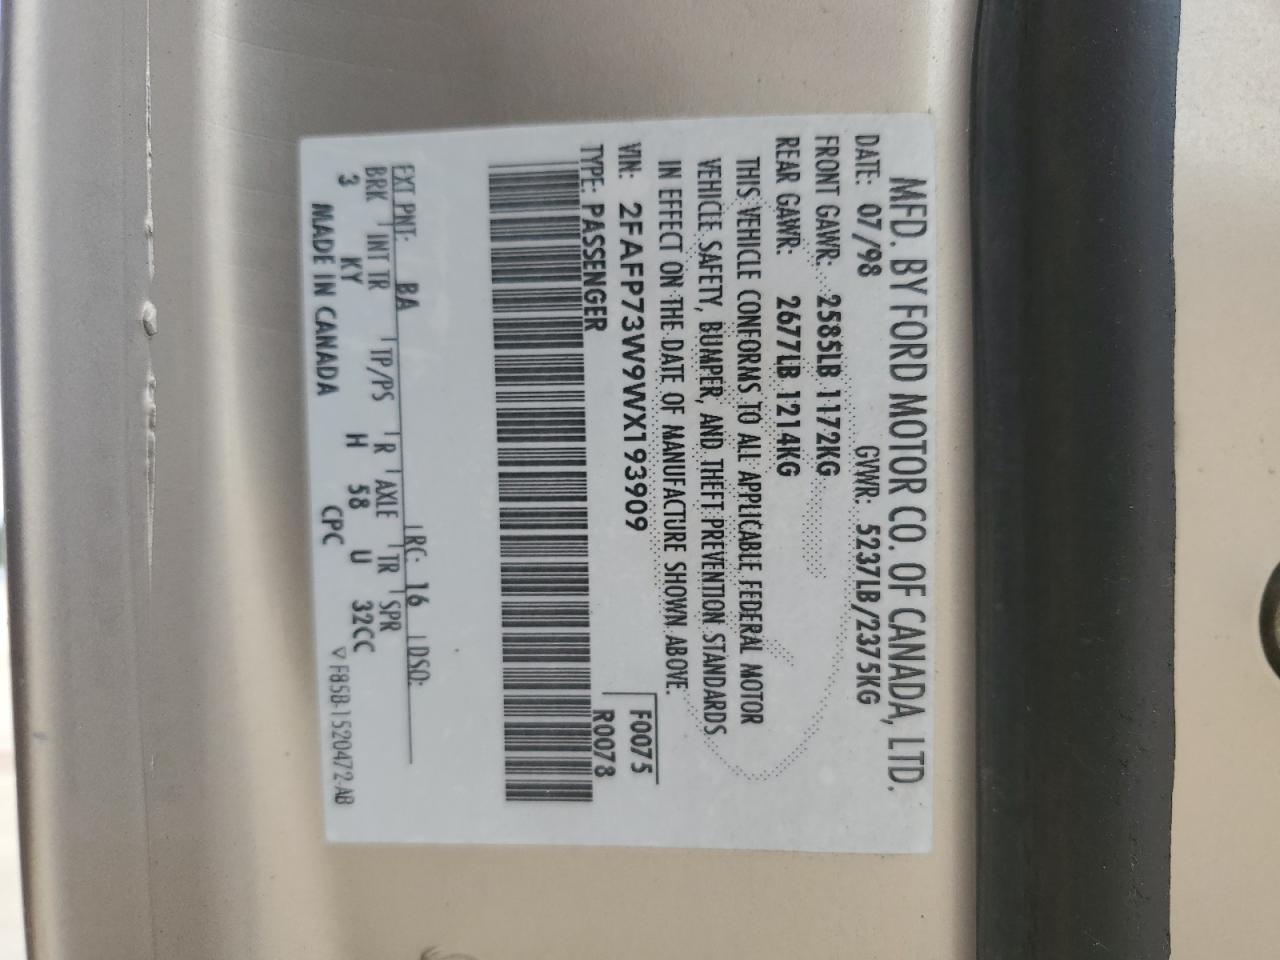 MFD. BY FORD MOTOR CO. OF CANADA, LTD.
DATE: 07/98 GVWR: 5237LB/2375KG
FRONT GAWR: 2585LB 1172KG
REAR GAWR: 2677LB 1214KG
THIS VEHICLE CONFORMS TO ALL APPLICABLE FEDERAL MOTOR
VEHICLE SAFETY, BUMPER, AND THEFT PREVENTION STANDARDS
IN EFFECT ON THE DATE OF MANUFACTURE SHOWN ABOVE.
VIN: 2FAFP73W9WX193909 F0075
TYPE: PASSENGER R0078
EXT PNT: BA RC: 16 DSO:
BRK INT TR TP/PS R AXLE TR SPR
3 KY H 58 U 32CC
MADE IN CANADA CPC ▽ F85B-1520472-AB